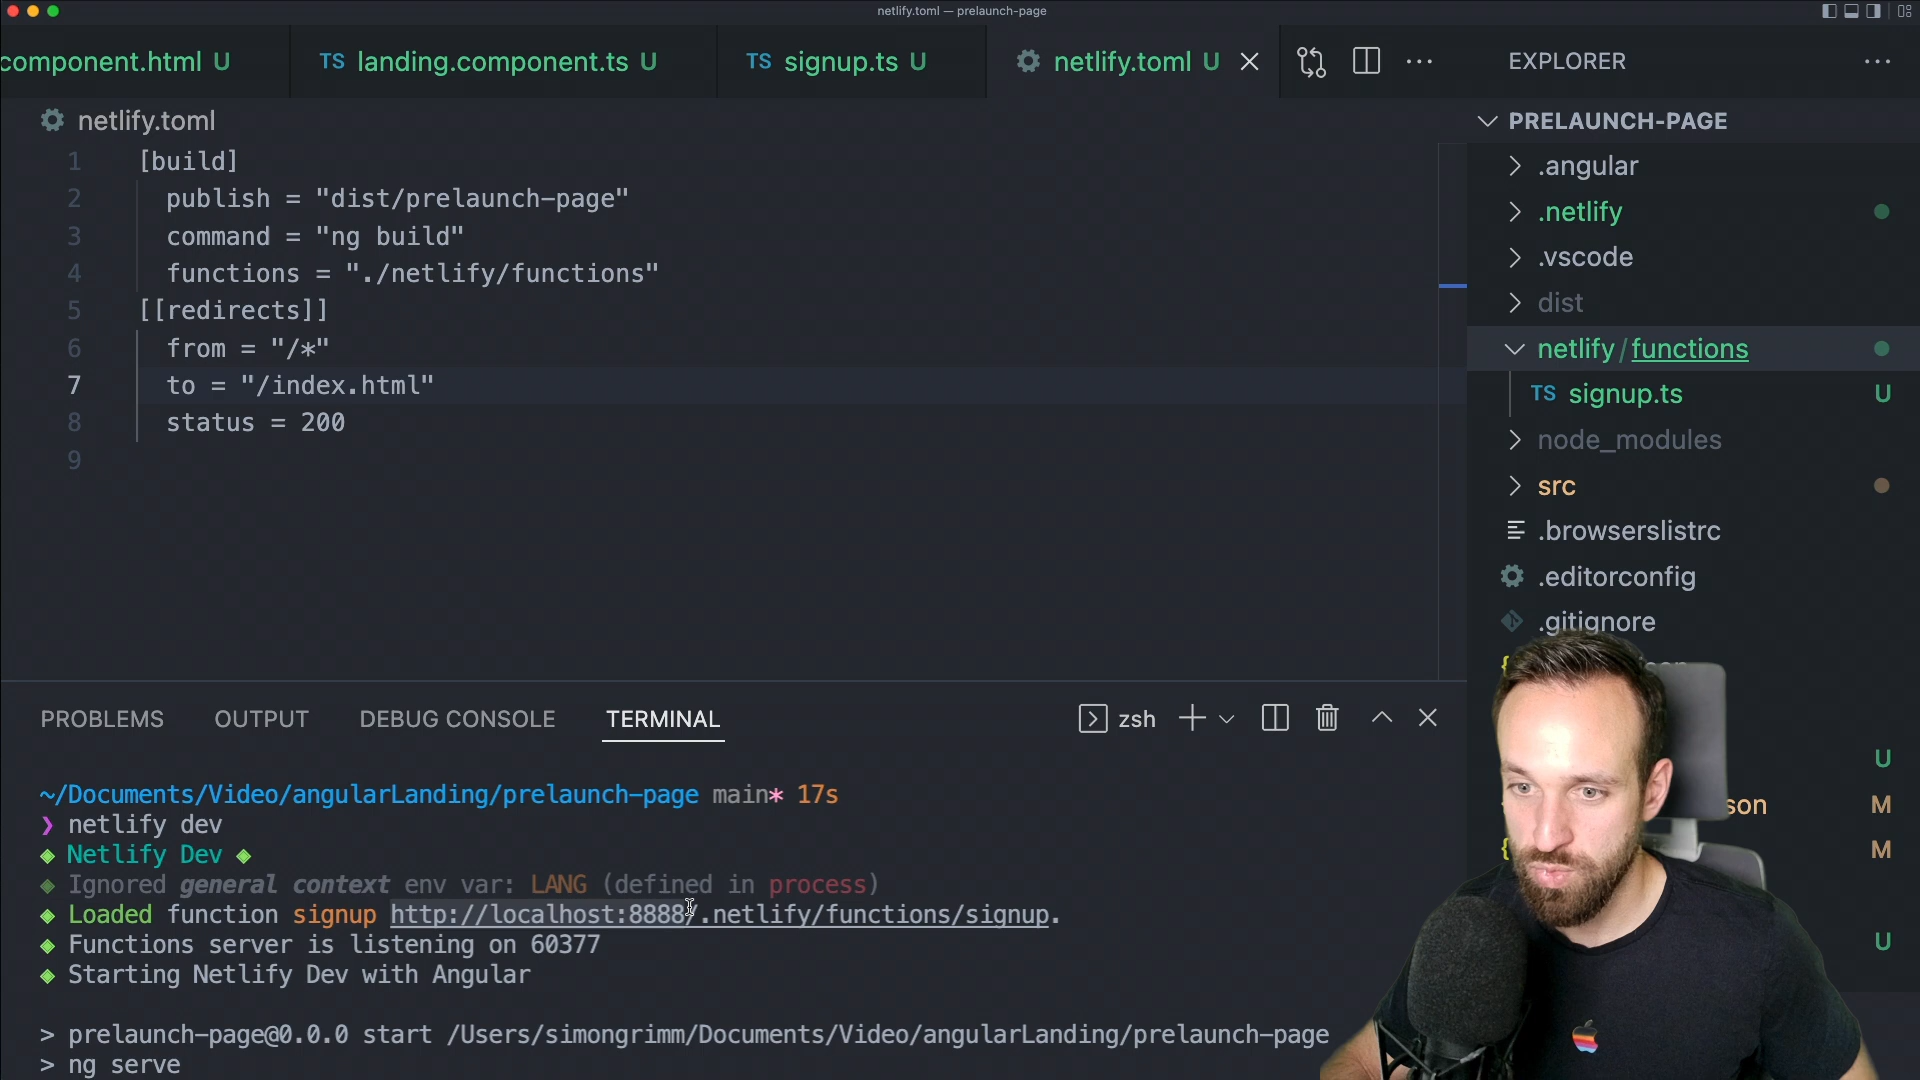 netlify.toml — prelaunch-page
component.html U
TS landing.component.ts U
TS signup.ts U
netlify.toml U
EXPLORER
netlify.toml
1 [build]
2 publish = "dist/prelaunch-page"
3 command = "ng build"
4 functions = "./netlify/functions"
5 [[redirects]]
6 from = "/*"
7 to = "/index.html"
8 status = 200
9
PRELAUNCH-PAGE
.angular
.netlify
.vscode
dist
netlify/functions
TS signup.ts U
node_modules
src
.browserslistrc
.editorconfig
.gitignore
U
son M
M
U
PROBLEMS OUTPUT DEBUG CONSOLE TERMINAL
zsh
~/Documents/Video/angularLanding/prelaunch-page main* 17s
❯ netlify dev
◈ Netlify Dev ◈
◈ Ignored general context env var: LANG (defined in process)
◈ Loaded function signup http://localhost:8888/.netlify/functions/signup.
◈ Functions server is listening on 60377
◈ Starting Netlify Dev with Angular
> prelaunch-page@0.0.0 start /Users/simongrimm/Documents/Video/angularLanding/prelaunch-page
> ng serve